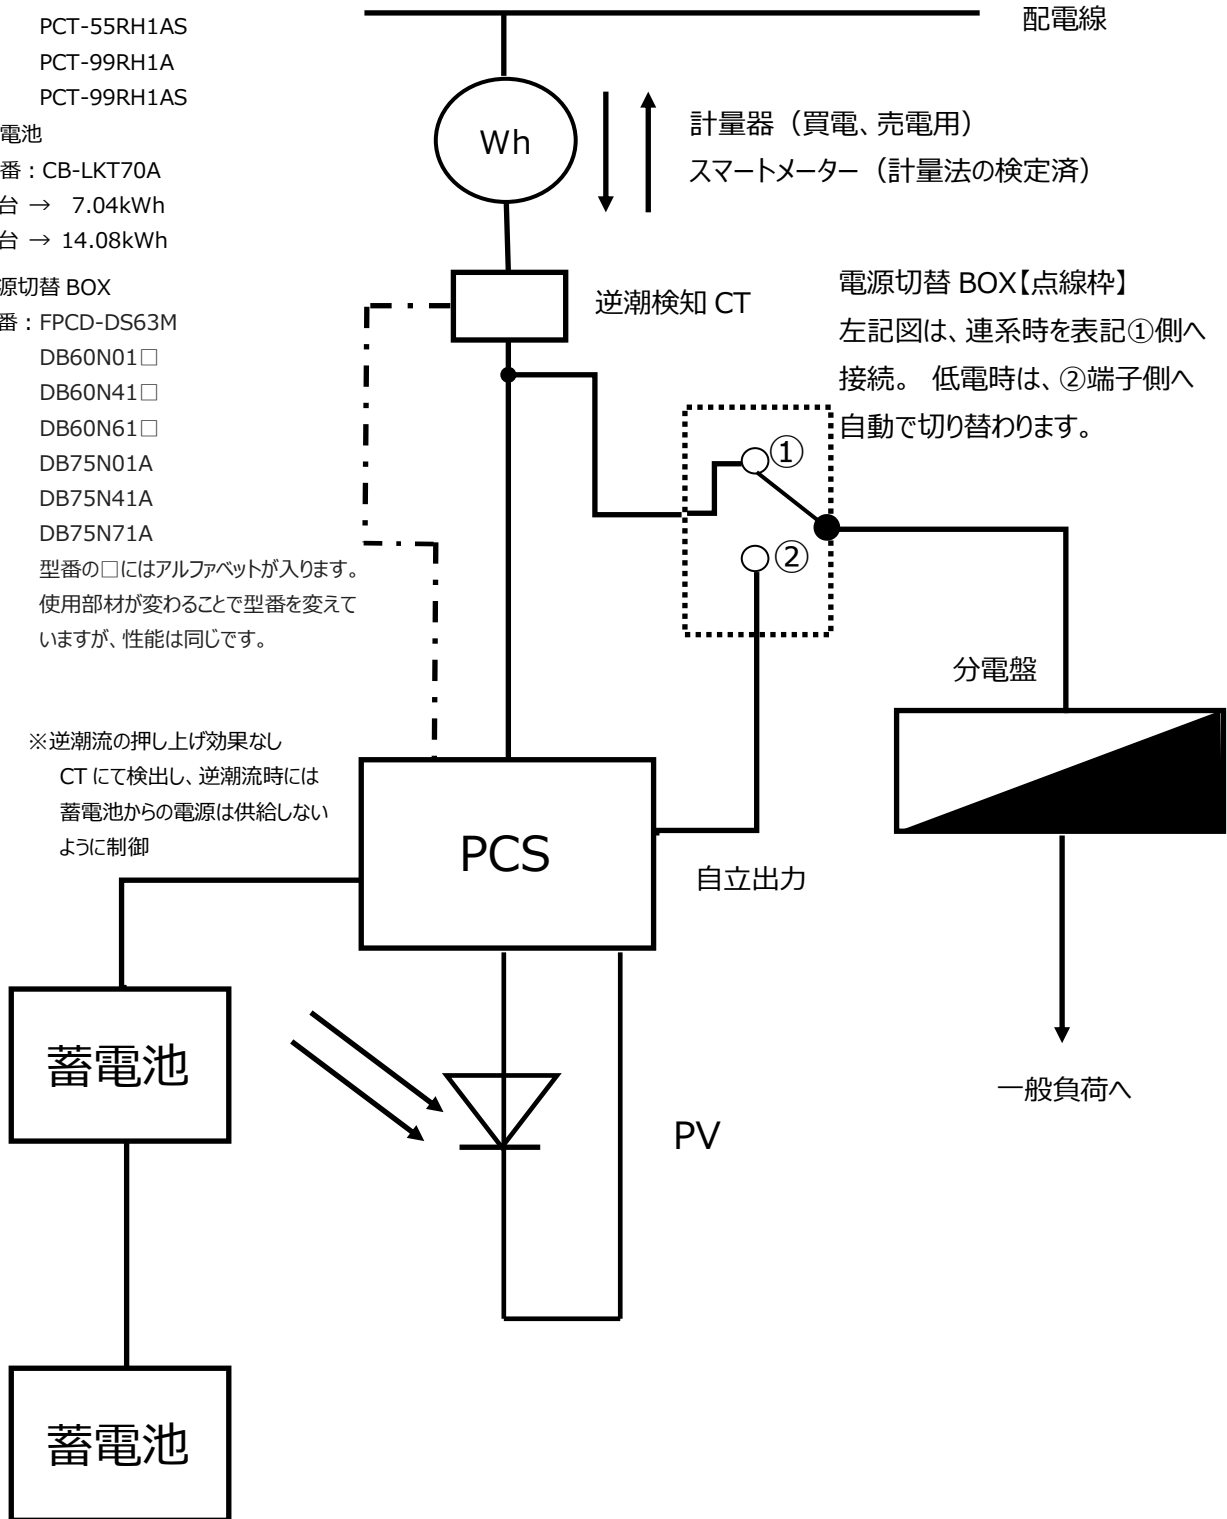 PCT-55RH1AS
PCT-99RH1A
PCT-99RH1AS
電池
番：CB-LKT70A
台 → 7.04kWh
台 → 14.08kWh
源切替 BOX
番：FPCD-DS63M
DB60N01□
DB60N41□
DB60N61□
DB75N01A
DB75N41A
DB75N71A
型番の□にはアルファベットが入ります。
使用部材が変わることで型番を変えて
いますが、性能は同じです。
※逆潮流の押し上げ効果なし
CT にて検出し、逆潮流時には
蓄電池からの電源は供給しない
ように制御
配電線
Wh
計量器（買電、売電用）
スマートメーター（計量法の検定済）
逆潮検知 CT
電源切替 BOX【点線枠】
左記図は、連系時を表記①側へ
接続。 低電時は、②端子側へ
自動で切り替わります。
①
②
分電盤
PCS
自立出力
蓄電池
一般負荷へ
PV
蓄電池